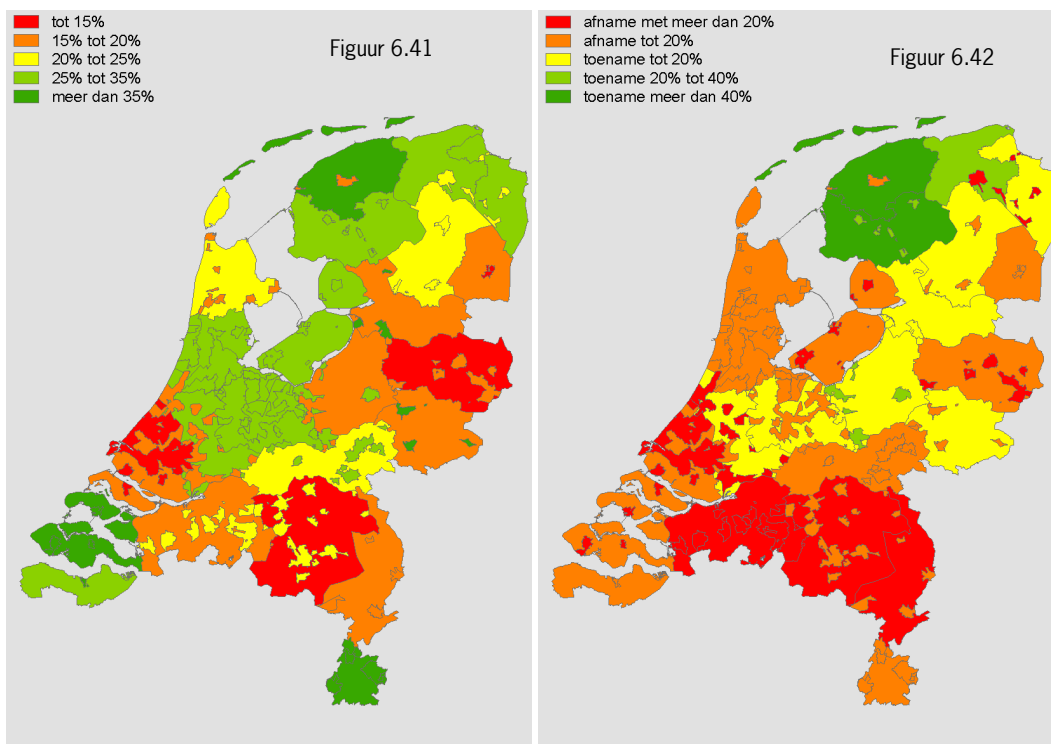 tot 15%
15% tot 20%
20% tot 25%
25% tot 35%
meer dan 35%
Figuur 6.41
afname met meer dan 20%
afname tot 20%
toename tot 20%
toename 20% tot 40%
toename meer dan 40%
Figuur 6.42